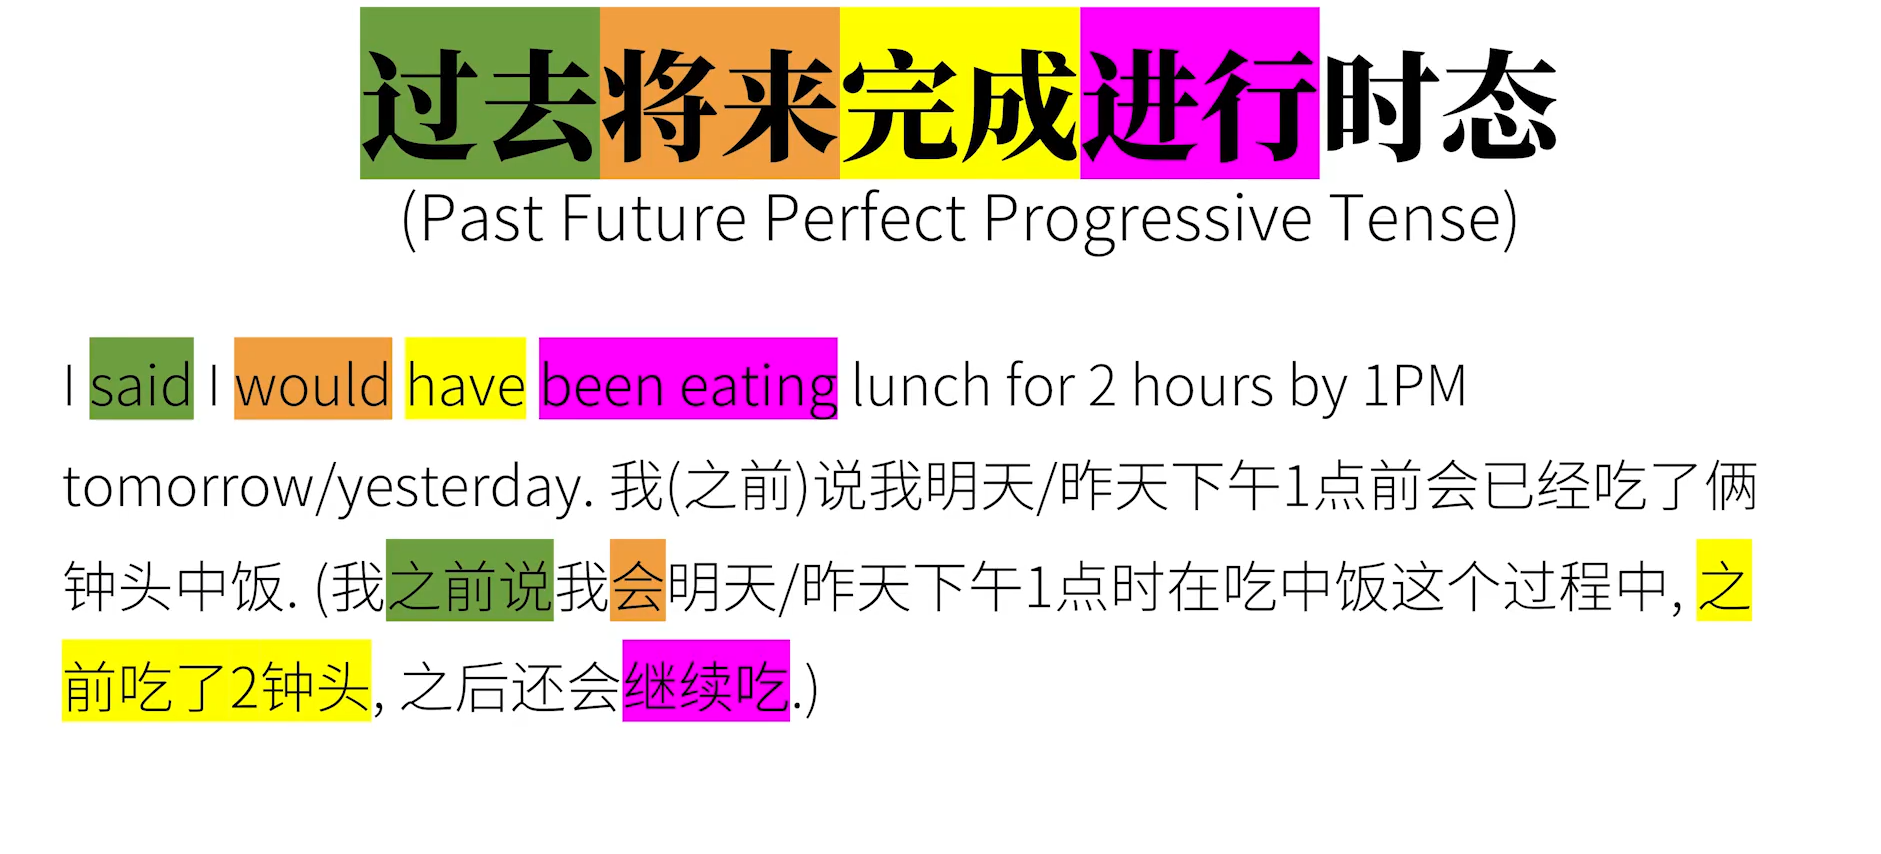 过去将来完成进行时态
(Past Future Perfect Progressive Tense)
I said I would have been eating lunch for 2 hours by 1PM
tomorrow/yesterday. 我(之前)说我明天/昨天下午1点前会已经吃了俩
钟头中饭. (我之前说我会明天/昨天下午1点时在吃中饭这个过程中, 之
前吃了2钟头, 之后还会继续吃.)